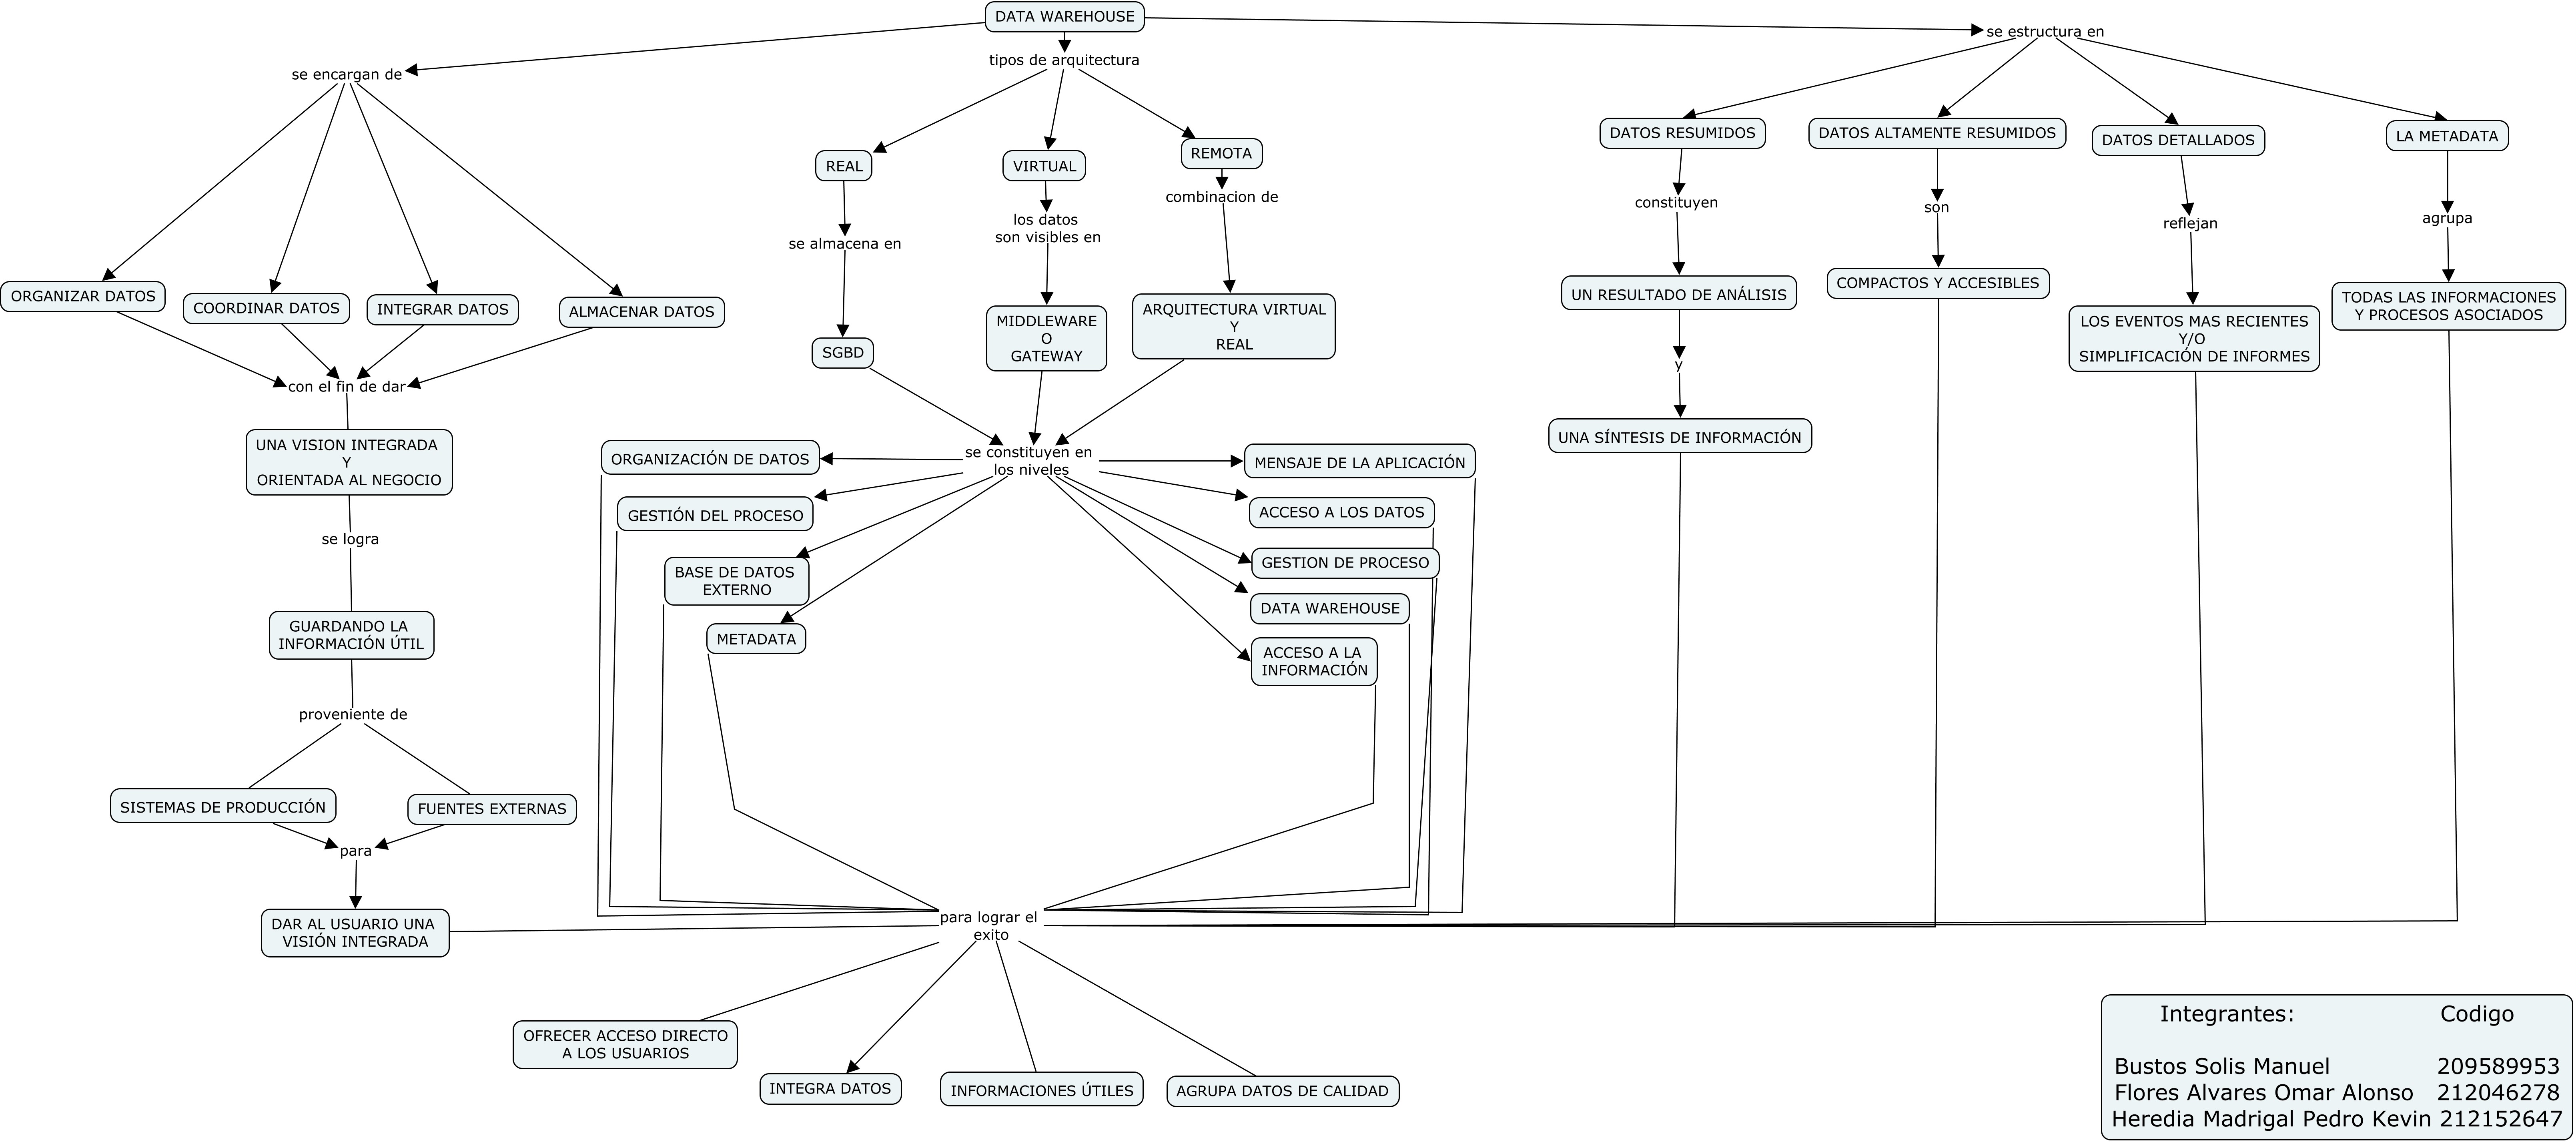 DATA WAREHOUSE
se encargan de
tipos de arquitectura
se estructura en
ORGANIZAR DATOS
COORDINAR DATOS
INTEGRAR DATOS
ALMACENAR DATOS
con el fin de dar
UNA VISION INTEGRADA
Y
ORIENTADA AL NEGOCIO
se logra
GUARDANDO LA
INFORMACIÓN ÚTIL
proveniente de
SISTEMAS DE PRODUCCIÓN
FUENTES EXTERNAS
para
DAR AL USUARIO UNA
VISIÓN INTEGRADA
REAL
VIRTUAL
REMOTA
se almacena en
los datos
son visibles en
combinacion de
SGBD
MIDDLEWARE
O
GATEWAY
ARQUITECTURA VIRTUAL
Y
REAL
se constituyen en
los niveles
ORGANIZACIÓN DE DATOS
GESTIÓN DEL PROCESO
BASE DE DATOS
EXTERNO
METADATA
MENSAJE DE LA APLICACIÓN
ACCESO A LOS DATOS
GESTION DE PROCESO
DATA WAREHOUSE
ACCESO A LA
INFORMACIÓN
DATOS RESUMIDOS
DATOS ALTAMENTE RESUMIDOS
DATOS DETALLADOS
LA METADATA
constituyen
son
reflejan
agrupa
UN RESULTADO DE ANÁLISIS
COMPACTOS Y ACCESIBLES
LOS EVENTOS MAS RECIENTES
Y/O
SIMPLIFICACIÓN DE INFORMES
TODAS LAS INFORMACIONES
Y PROCESOS ASOCIADOS
y
UNA SÍNTESIS DE INFORMACIÓN
para lograr el
exito
OFRECER ACCESO DIRECTO
A LOS USUARIOS
INTEGRA DATOS
INFORMACIONES ÚTILES
AGRUPA DATOS DE CALIDAD
Integrantes: Codigo
Bustos Solis Manuel 209589953
Flores Alvares Omar Alonso 212046278
Heredia Madrigal Pedro Kevin 212152647